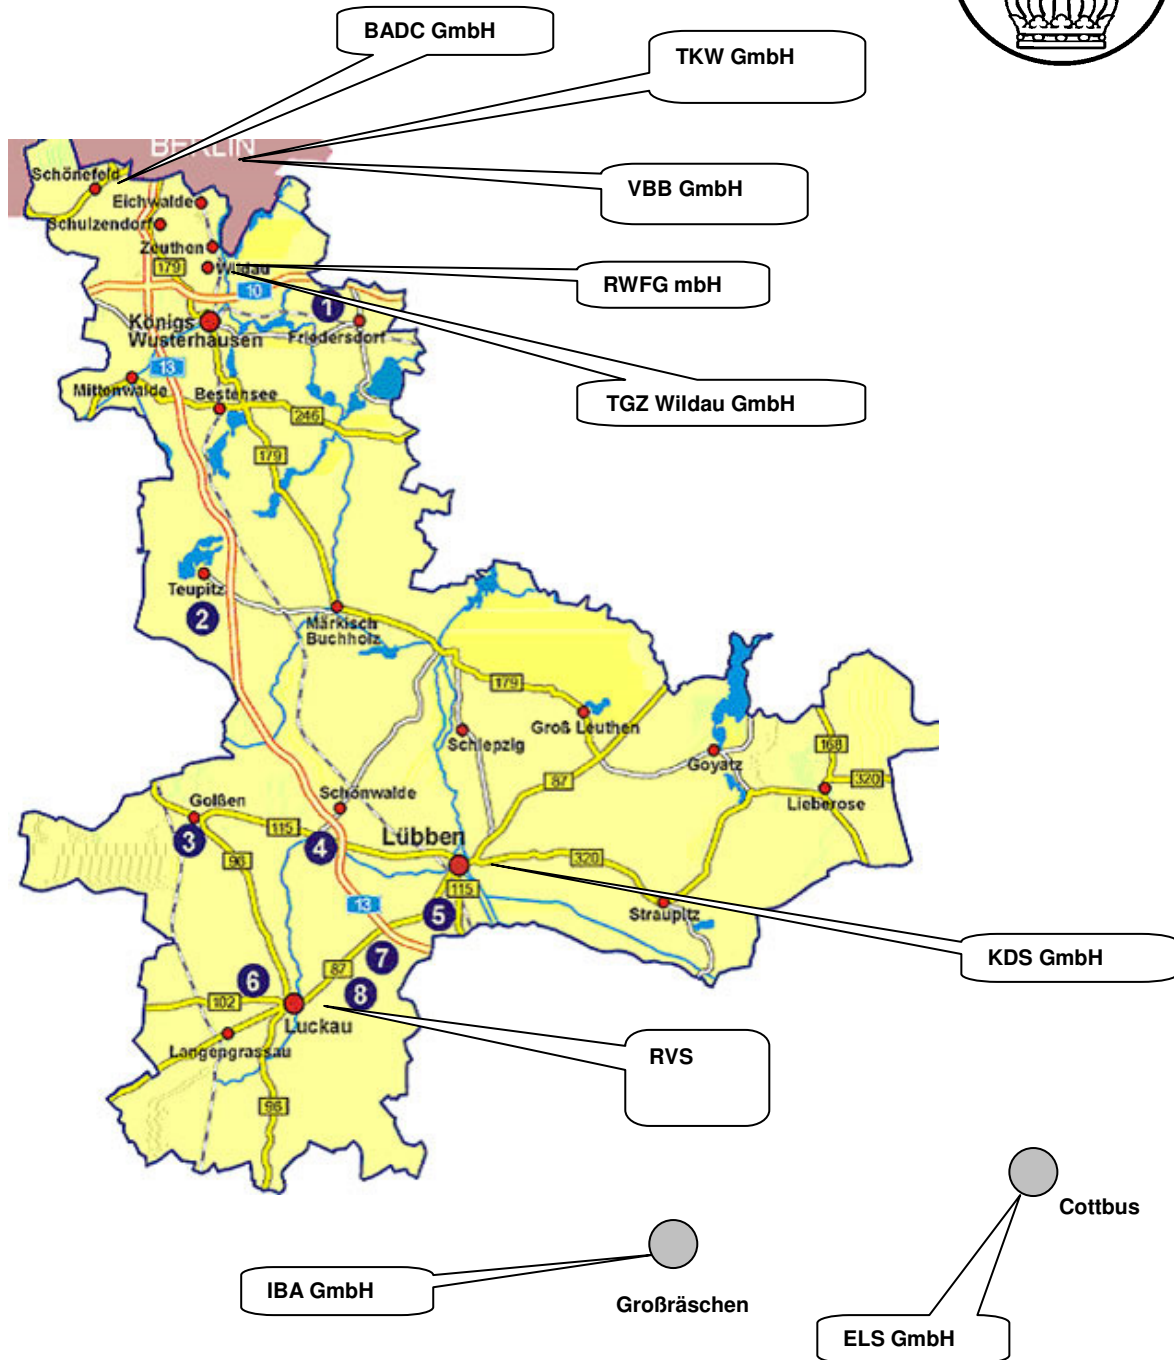 BADC GmbH
TKW GmbH
BERLIN
Schönefeld
VBB GmbH
Eichwalde
Schulzendorf
Zeuthen
179
Wildau
RWFG mbH
10
1
Königs
Wusterhausen
Friedersdorf
13
Mittenwalde
Bestensee
TGZ Wildau GmbH
246
179
Teupitz
2
Märkisch
Buchholz
179
Groß Leuthen
Schlepzig
168
Goyatz
87
320
Schönwalde
Lieberose
Golßen
115
Lübben
3
4
96
320
115
13
5
Straupitz
KDS GmbH
7
87
6
8
102
Luckau
RVS
Langengrassau
96
Cottbus
IBA GmbH
Großräschen
ELS GmbH